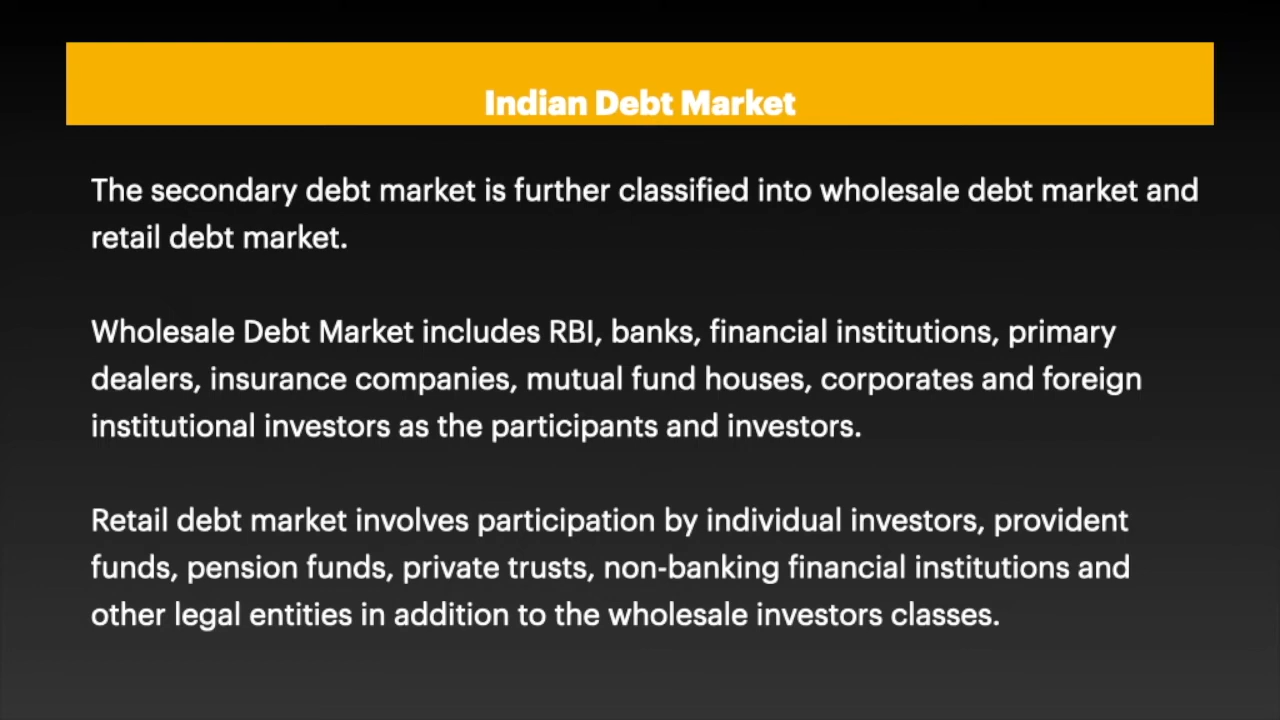 Indian Debt Market
The secondary debt market is further classified into wholesale debt market and
retail debt market.
Wholesale Debt Market includes RBI, banks, financial institutions, primary
dealers, insurance companies, mutual fund houses, corporates and foreign
institutional investors as the participants and investors.
Retail debt market involves participation by individual investors, provident
funds, pension funds, private trusts, non-banking financial institutions and
other legal entities in addition to the wholesale investors classes.